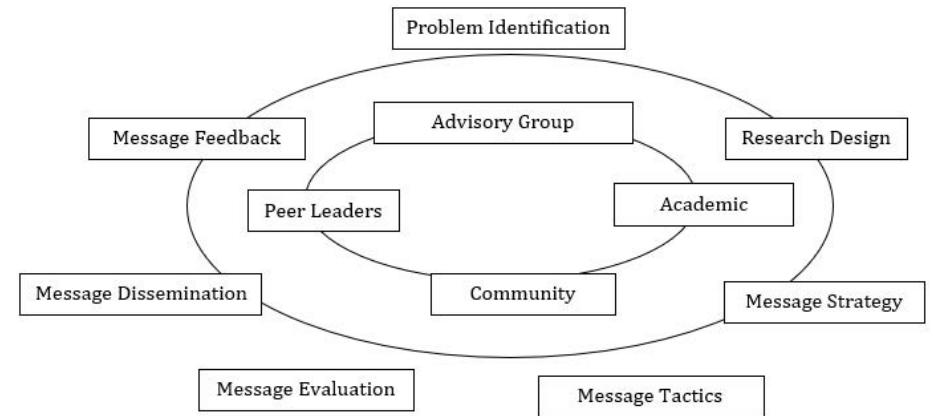 Problem Identification
Advisory Group
Message Feedback
Research Design
Peer Leaders
Academic
Message Dissemination
Community
Message Strategy
Message Evaluation
Message Tactics